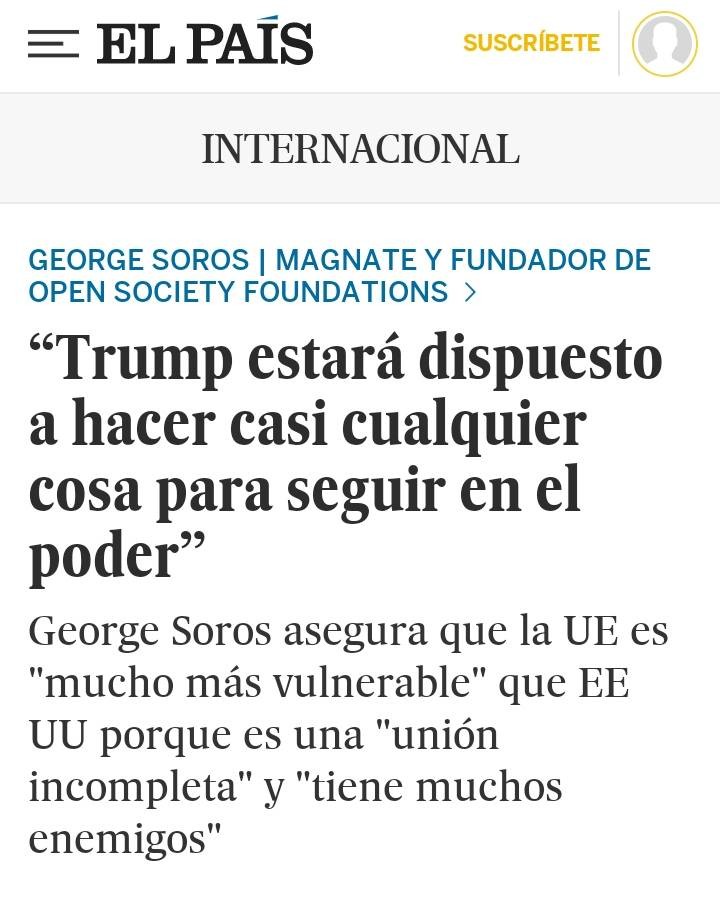 EL PAÍS
SUSCRÍBETE
INTERNACIONAL
GEORGE SOROS | MAGNATE Y FUNDADOR DE
OPEN SOCIETY FOUNDATIONS >
“Trump estará dispuesto
a hacer casi cualquier
cosa para seguir en el
poder”
George Soros asegura que la UE es
"mucho más vulnerable" que EE
UU porque es una "unión
incompleta" y "tiene muchos
enemigos"